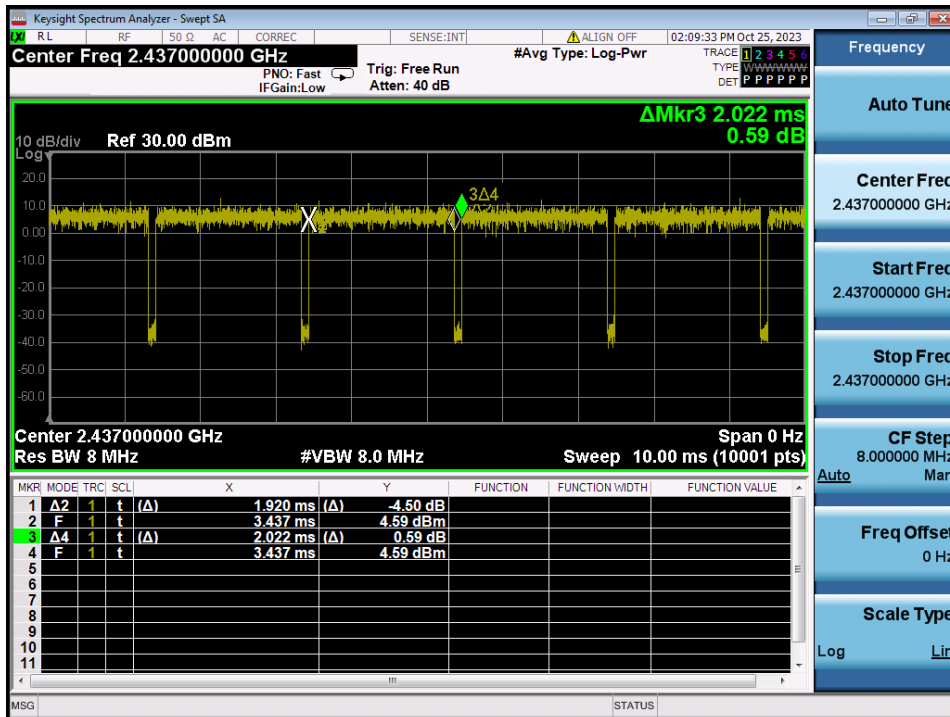 Keysight Spectrum Analyzer - Swept SA
LXI RL RF 50 Ω AC CORREC SENSE:INT ALIGN OFF 02:09:33 PM Oct 25, 2023
Center Freq 2.437000000 GHz
#Avg Type: Log-Pwr
TRACE 1 2 3 4 5 6
PNO: Fast
Trig: Free Run
TYPE WWWWWW
IFGain:Low
Atten: 40 dB
DET P P P P P P
ΔMkr3 2.022 ms
0.59 dB
10 dB/div Ref 30.00 dBm
Log
20.0
10.0
0.00
-10.0
-20.0
-30.0
-40.0
-50.0
-60.0
3Δ4
X
Center 2.437000000 GHz Span 0 Hz
Res BW 8 MHz #VBW 8.0 MHz Sweep 10.00 ms (10001 pts)
MKR MODE TRC SCL X Y FUNCTION FUNCTION WIDTH FUNCTION VALUE
1 Δ2 1 t (Δ) 1.920 ms (Δ) -4.50 dB
2 F 1 t 3.437 ms 4.59 dBm
3 Δ4 1 t (Δ) 2.022 ms (Δ) 0.59 dB
4 F 1 t 3.437 ms 4.59 dBm
5
6
7
8
9
10
11
MSG STATUS
Frequency
Auto Tune
Center Freq
2.437000000 GHz
Start Freq
2.437000000 GHz
Stop Freq
2.437000000 GHz
CF Step
8.000000 MHz
Auto Man
Freq Offset
0 Hz
Scale Type
Log Lin